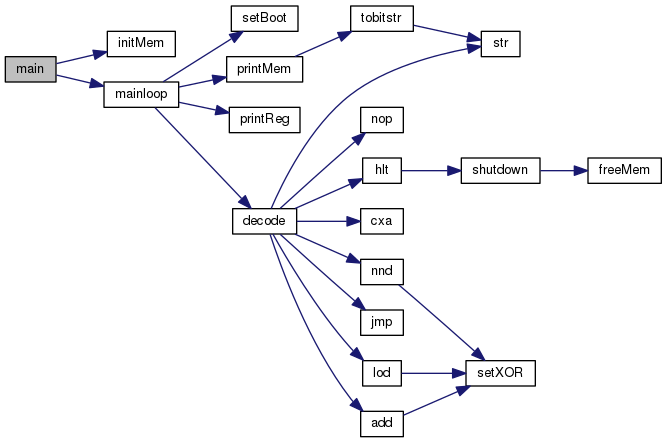 main
initMem
mainloop
setBoot
printMem
printReg
decode
tobitstr
nop
hlt
cxa
nnd
jmp
lod
add
str
shutdown
setXOR
freeMem